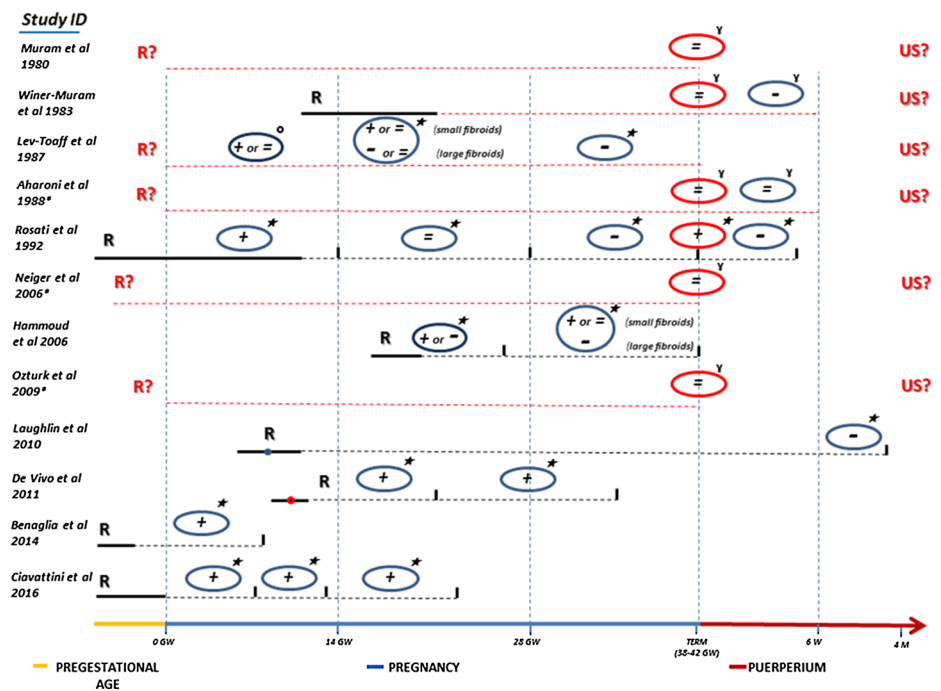 Study ID
Muram et al
1980
R?
=
Y
US?
Winer-Muram
et al 1983
R
=
Y
-
Y
US?
Lev-Toaff et al
1987
R?
+ or =
+ or = (small fibroids)
- or = (large fibroids)
-
US?
Aharoni et al
1988#
R?
=
Y
=
Y
US?
Rosati et al
1992
R
+
=
-
+
-
Neiger et al
2006#
R?
=
Y
US?
Hammoud
et al 2006
R
+ or -
+ or = (small fibroids)
- (large fibroids)
Ozturk et al
2009#
R?
=
Y
US?
Laughlin et al
2010
R
-
De Vivo et al
2011
R
+
+
Benaglia et al
2014
R
+
Ciavattini et al
2016
R
+
+
+
0 GW 14 GW 28 GW TERM 6 W 4 M
(38-42 GW)
PREGESTATIONAL PREGNANCY PUERPERIUM
AGE